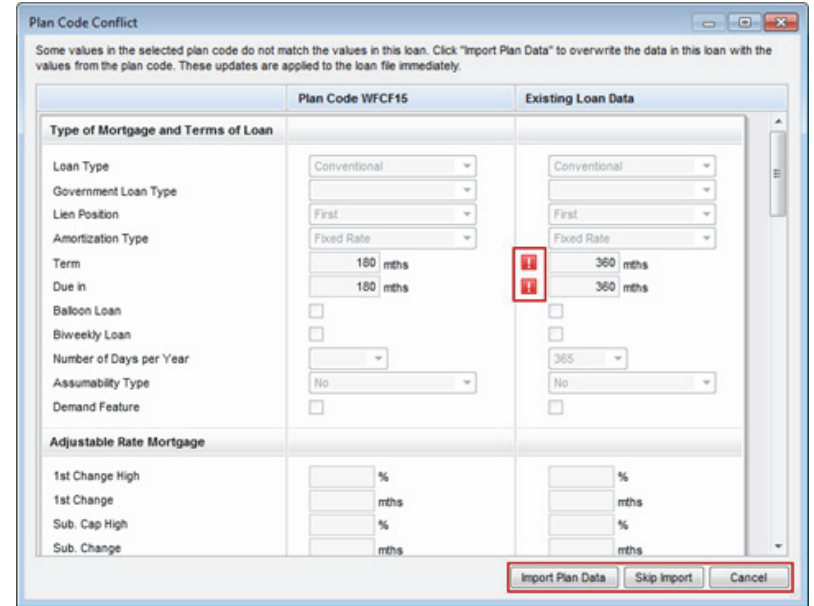 Plan Code Conflict
Some values in the selected plan code do not match the values in this loan. Click "Import Plan Data" to overwrite the data in this loan with the
values from the plan code. These updates are applied to the loan file immediately.
Plan Code WFCF15 Existing Loan Data
Type of Mortgage and Terms of Loan
Loan Type Conventional Conventional
Government Loan Type
Lien Position First First
Amortization Type Fixed Rate Fixed Rate
Term 180 mths ! 360 mths
Due in 180 mths ! 360 mths
Balloon Loan
Biweekly Loan
Number of Days per Year 365
Assumability Type No No
Demand Feature
Adjustable Rate Mortgage
1st Change High % %
1st Change mths mths
Sub. Cap High % %
Sub. Change mths mths
Import Plan Data Skip Import Cancel